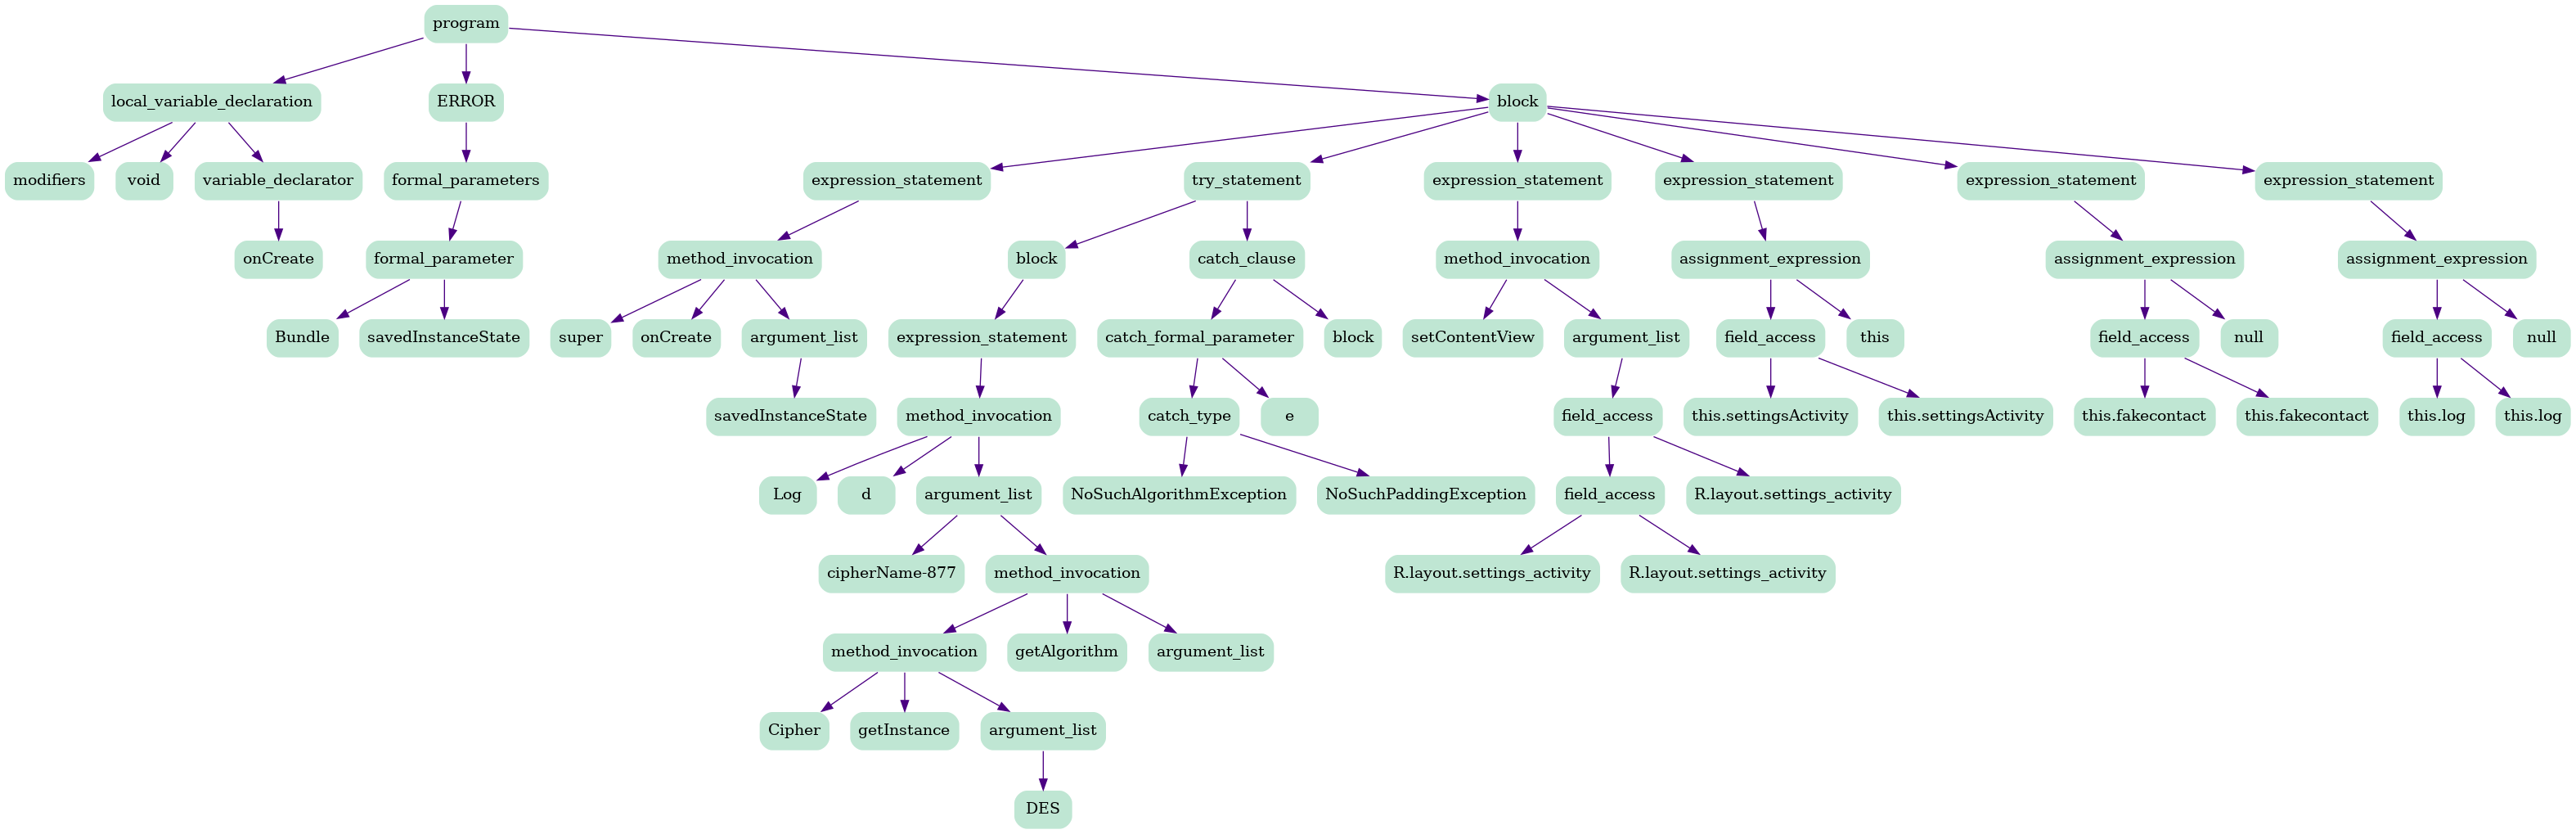 program
local_variable_declaration
ERROR
block
modifiers
void
variable_declarator
formal_parameters
expression_statement
try_statement
expression_statement
expression_statement
expression_statement
expression_statement
onCreate
formal_parameter
method_invocation
block
catch_clause
method_invocation
assignment_expression
assignment_expression
assignment_expression
Bundle
savedInstanceState
super
onCreate
argument_list
expression_statement
catch_formal_parameter
block
setContentView
argument_list
field_access
this
field_access
null
field_access
null
savedInstanceState
method_invocation
catch_type
e
field_access
this.settingsActivity
this.settingsActivity
this.fakecontact
this.fakecontact
this.log
this.log
Log
d
argument_list
NoSuchAlgorithmException
NoSuchPaddingException
field_access
R.layout.settings_activity
cipherName-877
method_invocation
R.layout.settings_activity
R.layout.settings_activity
method_invocation
getAlgorithm
argument_list
Cipher
getInstance
argument_list
DES